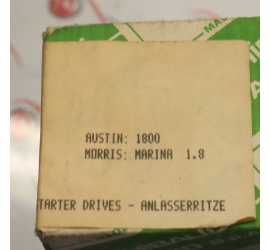 AUSTIN: 1800
MORRIS: MARINA 1.8
TARTER DRIVES - ANLASSERRITZE